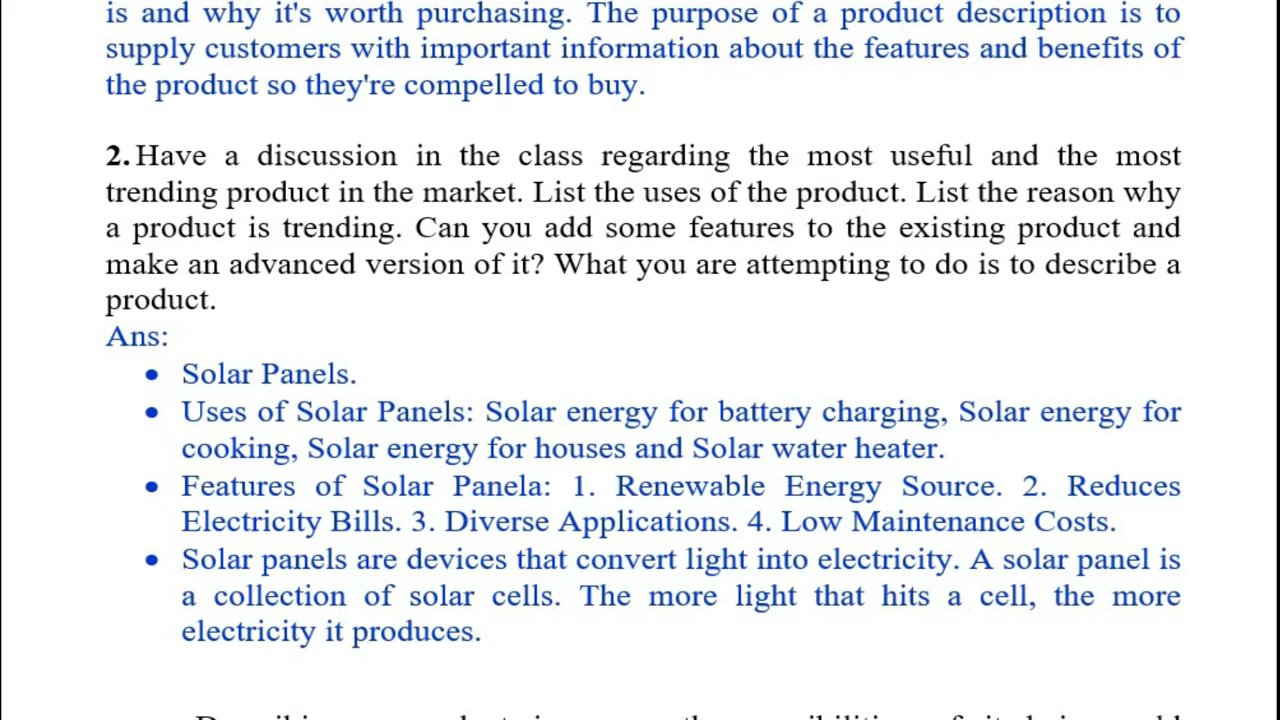 is and why it's worth purchasing. The purpose of a product description is to
supply customers with important information about the features and benefits of
the product so they're compelled to buy.
2. Have a discussion in the class regarding the most useful and the most
trending product in the market. List the uses of the product. List the reason why
a product is trending. Can you add some features to the existing product and
make an advanced version of it? What you are attempting to do is to describe a
product.
Ans:
• Solar Panels.
• Uses of Solar Panels: Solar energy for battery charging, Solar energy for
cooking, Solar energy for houses and Solar water heater.
• Features of Solar Panela: 1. Renewable Energy Source. 2. Reduces
Electricity Bills. 3. Diverse Applications. 4. Low Maintenance Costs.
• Solar panels are devices that convert light into electricity. A solar panel is
a collection of solar cells. The more light that hits a cell, the more
electricity it produces.